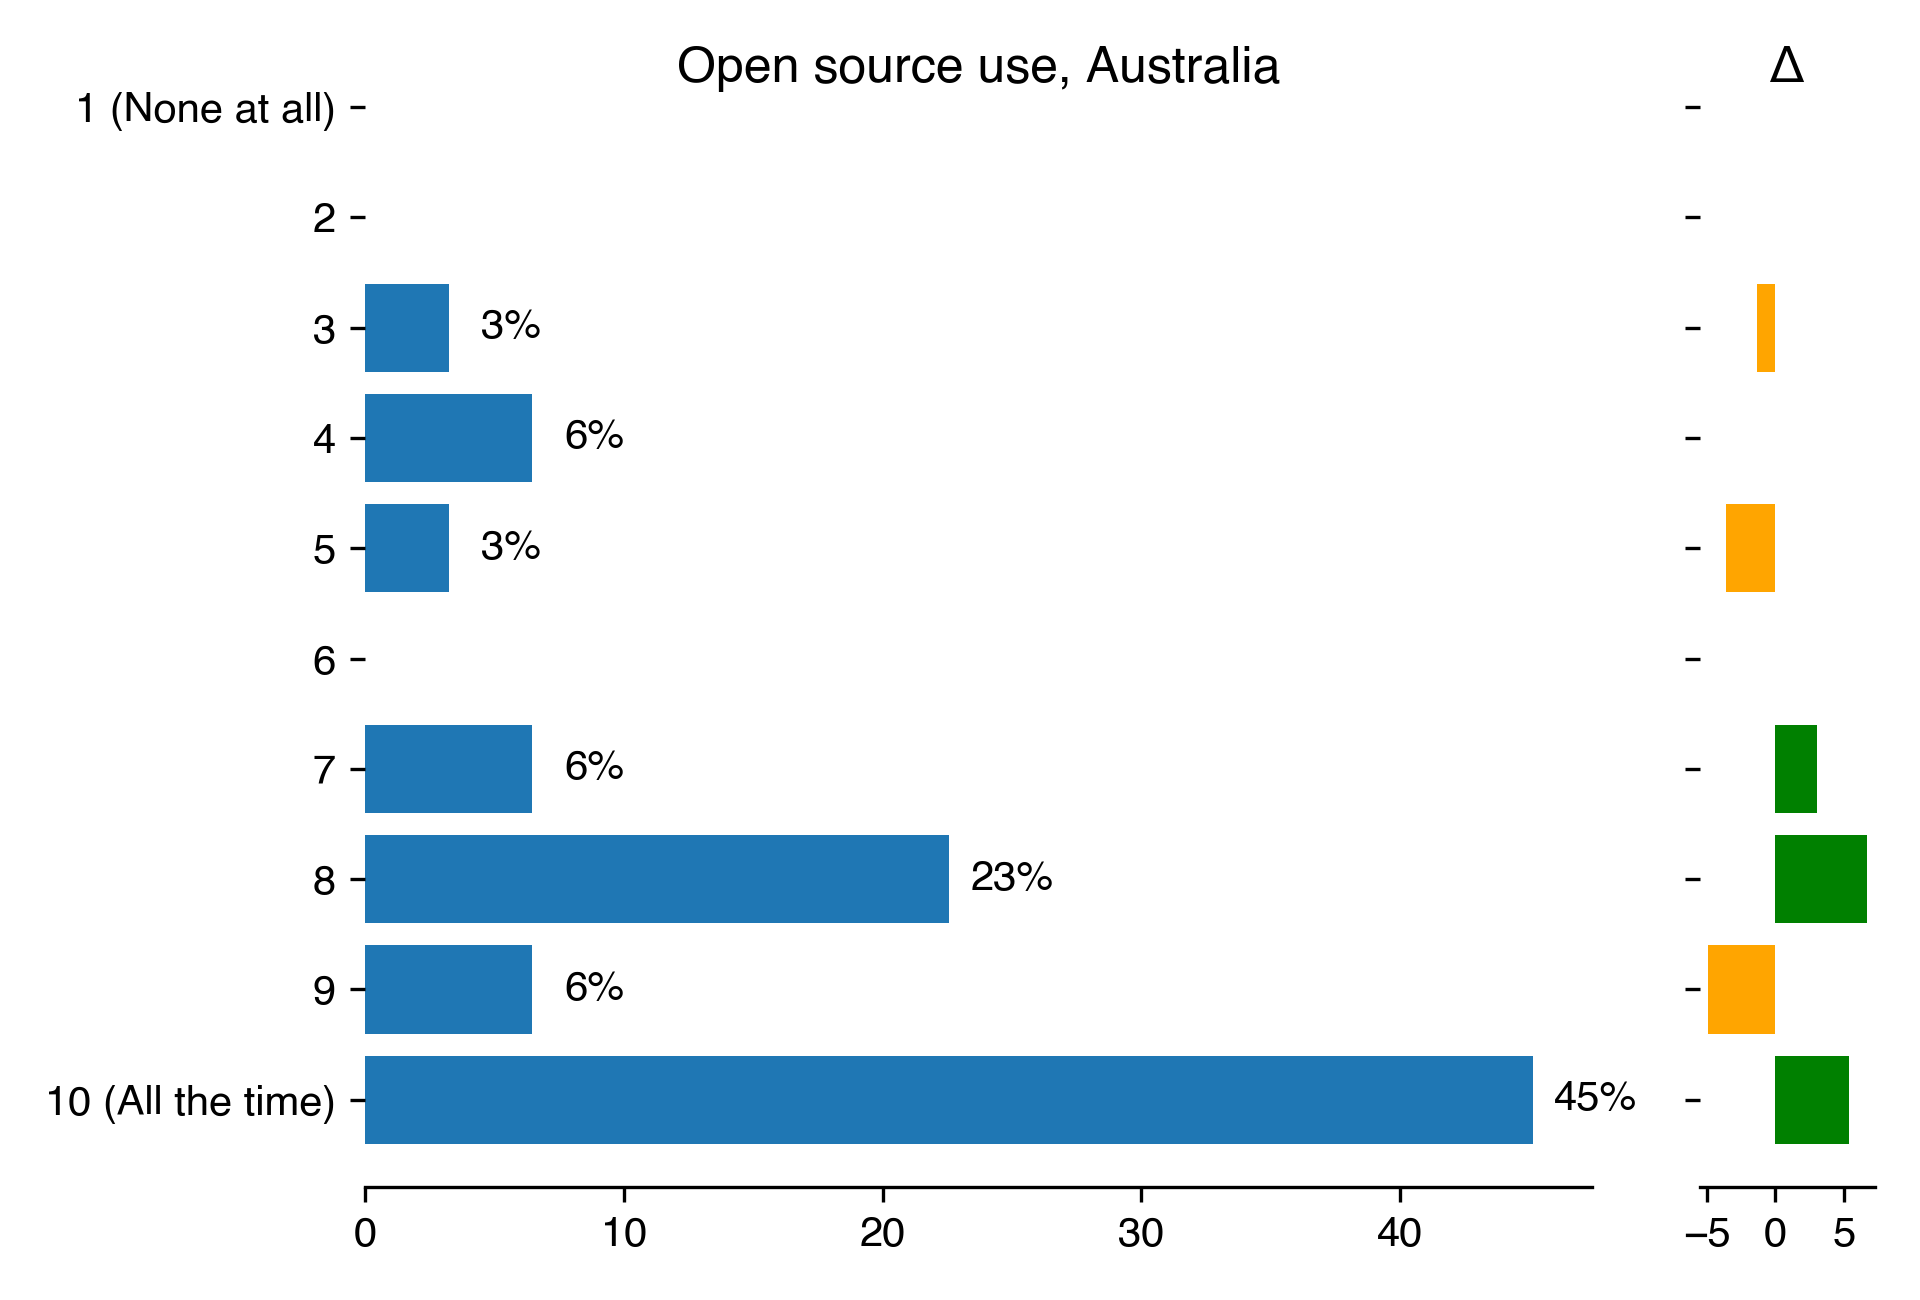 Open source use, Australia
Δ
1 (None at all)
2
3
3%
4
6%
5
3%
6
7
6%
8
23%
9
6%
10 (All the time)
45%
0 10 20 30 40
−5 0 5